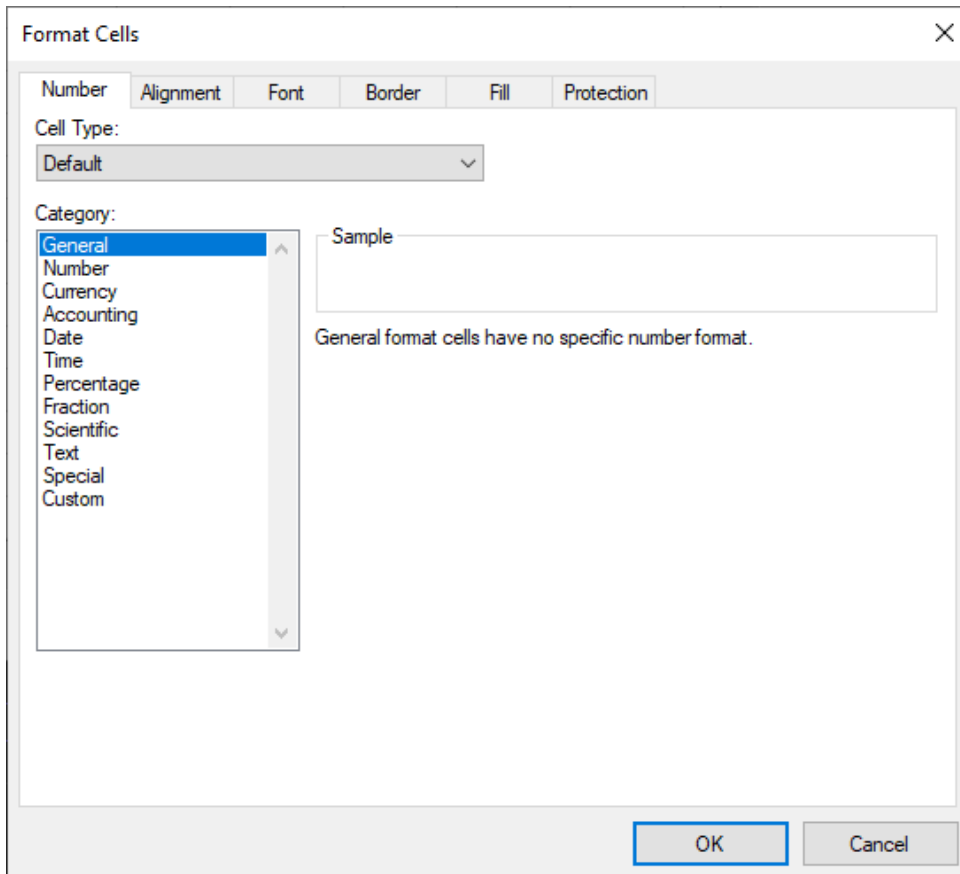 Format Cells
Number Alignment Font Border Fill Protection
Cell Type:
Default
Category:
General
Number
Currency
Accounting
Date
Time
Percentage
Fraction
Scientific
Text
Special
Custom
Sample
General format cells have no specific number format.
OK Cancel